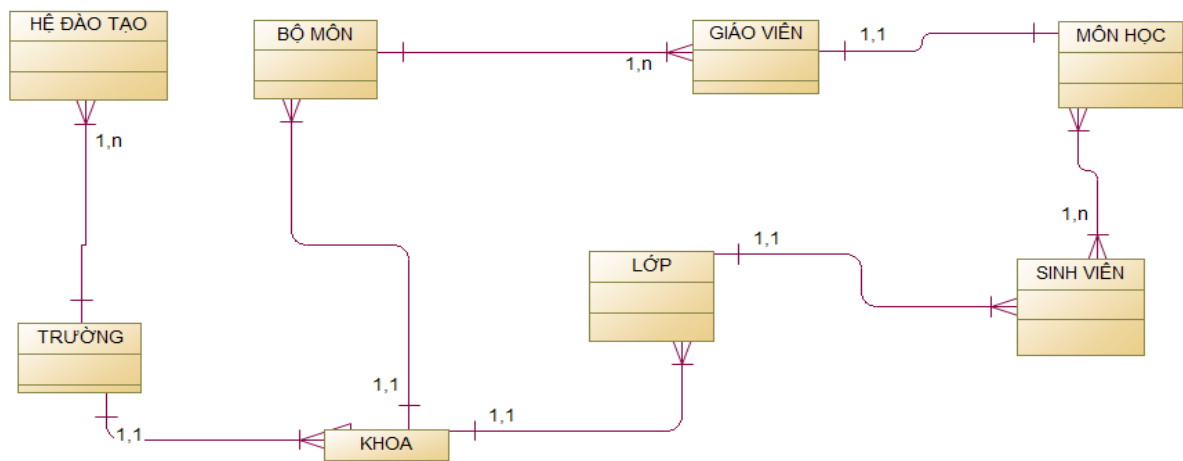 HỆ ĐÀO TẠO
BỘ MÔN
GIÁO VIÊN
MÔN HỌC
1,1
1,n
1,n
1,n
1,1
LỚP
SINH VIÊN
TRƯỜNG
1,1
1,1
1,1
KHOA